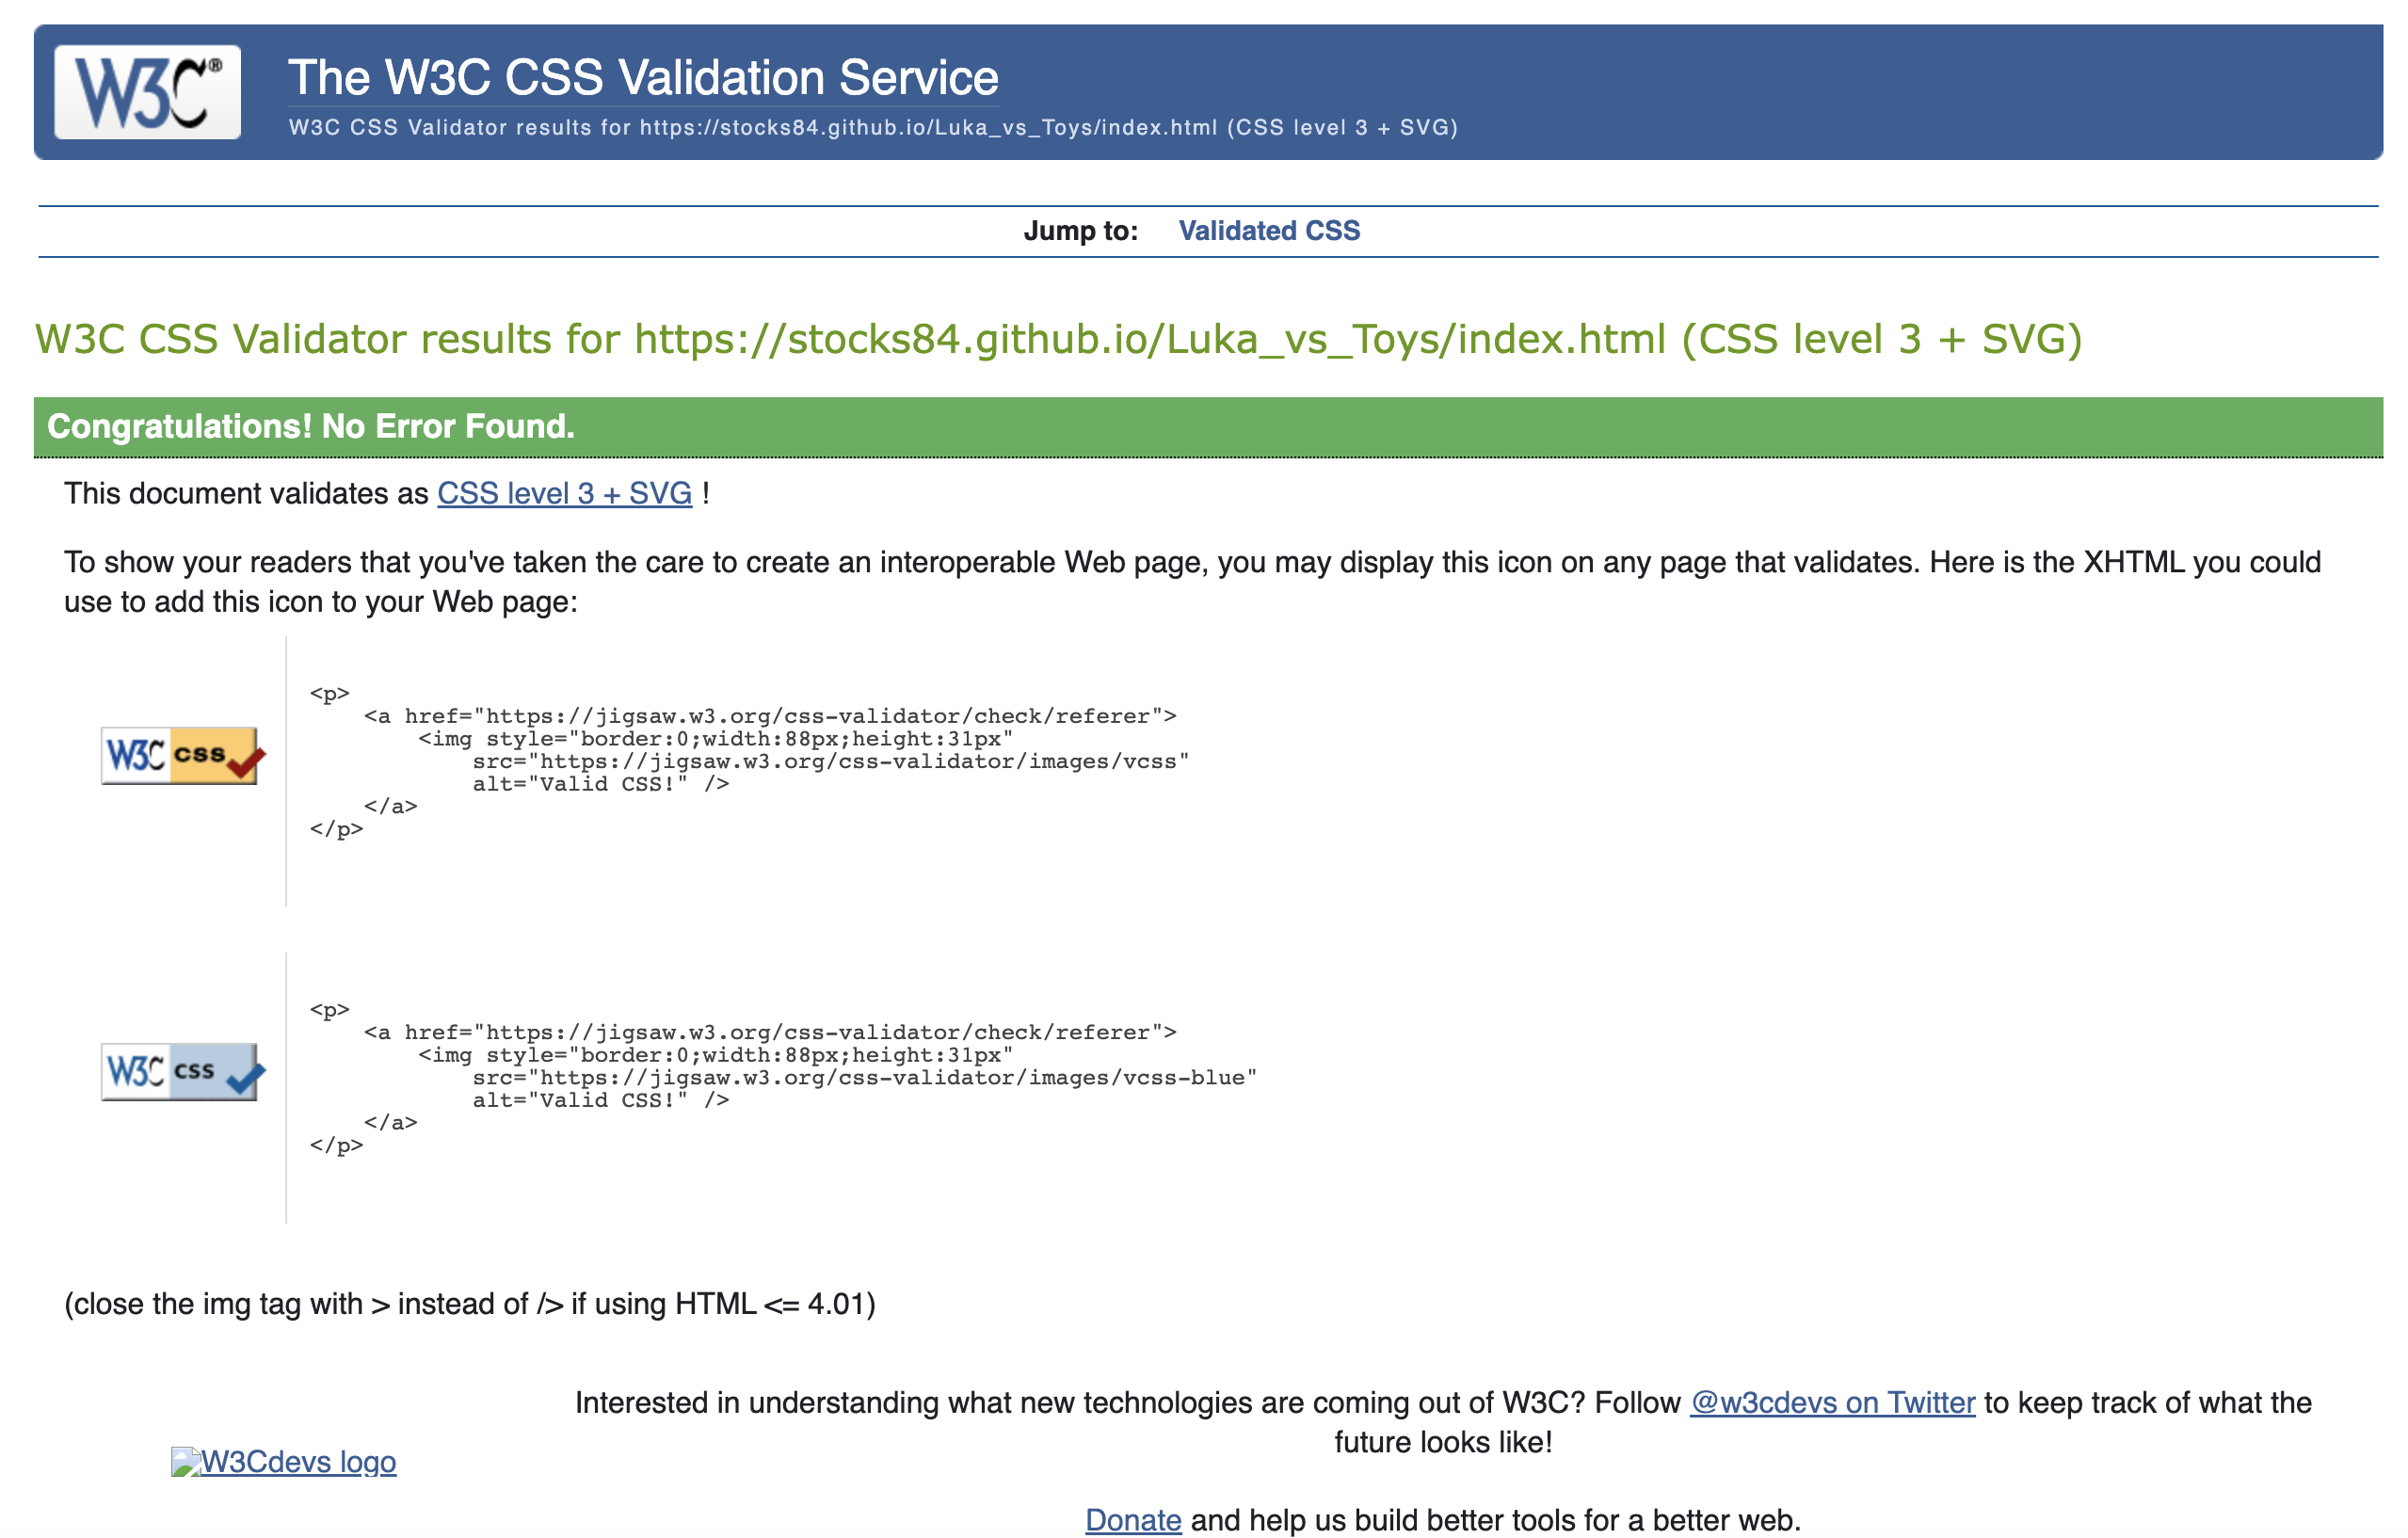 W3C®
The W3C CSS Validation Service
W3C CSS Validator results for https://stocks84.github.io/Luka_vs_Toys/index.html (CSS level 3 + SVG)
Jump to: Validated CSS
W3C CSS Validator results for https://stocks84.github.io/Luka_vs_Toys/index.html (CSS level 3 + SVG)
Congratulations! No Error Found.
This document validates as CSS level 3 + SVG !
To show your readers that you've taken the care to create an interoperable Web page, you may display this icon on any page that validates. Here is the XHTML you could
use to add this icon to your Web page:
W3C css
<p>
    <a href="https://jigsaw.w3.org/css-validator/check/referer">
        <img style="border:0;width:88px;height:31px"
            src="https://jigsaw.w3.org/css-validator/images/vcss"
            alt="Valid CSS!" />
    </a>
</p>
W3C css
<p>
    <a href="https://jigsaw.w3.org/css-validator/check/referer">
        <img style="border:0;width:88px;height:31px"
            src="https://jigsaw.w3.org/css-validator/images/vcss-blue"
            alt="Valid CSS!" />
    </a>
</p>
(close the img tag with > instead of /> if using HTML <= 4.01)
W3Cdevs logo
Interested in understanding what new technologies are coming out of W3C? Follow @w3cdevs on Twitter to keep track of what the
future looks like!
Donate and help us build better tools for a better web.